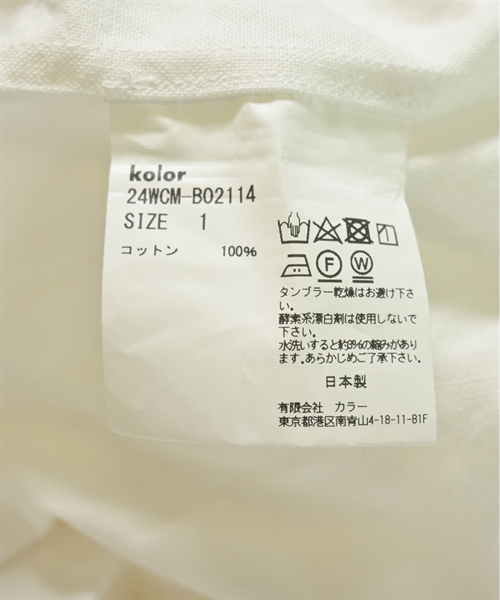 kolor
24WCM-B02114
SIZE 1
コットン 100%
F W
タンブラー乾燥はお避け下さ
い。
酵素系漂白剤は使用しないで
下さい。
水洗いすると約8%の縮みがあり
ます。あらかじめご了承下さい。
日本製
有限会社 カラー
東京都港区南青山4-18-11-B1F